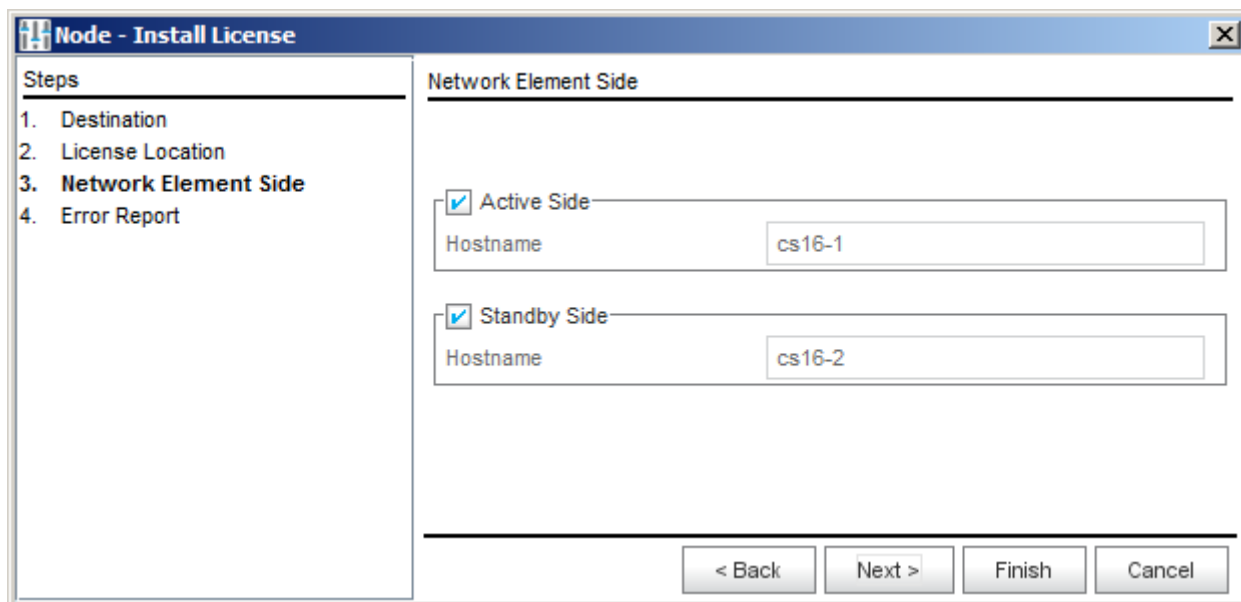 Node - Install License
Steps
1. Destination
2. License Location
3. Network Element Side
4. Error Report
Network Element Side
Active Side
Hostname cs16-1
Standby Side
Hostname cs16-2
< Back Next > Finish Cancel